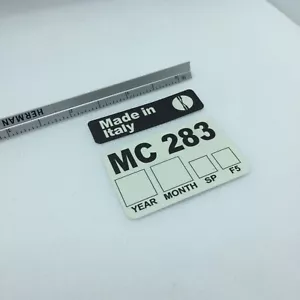 HERMAN
Made in
Italy
MC 283
YEAR MONTH SP F5